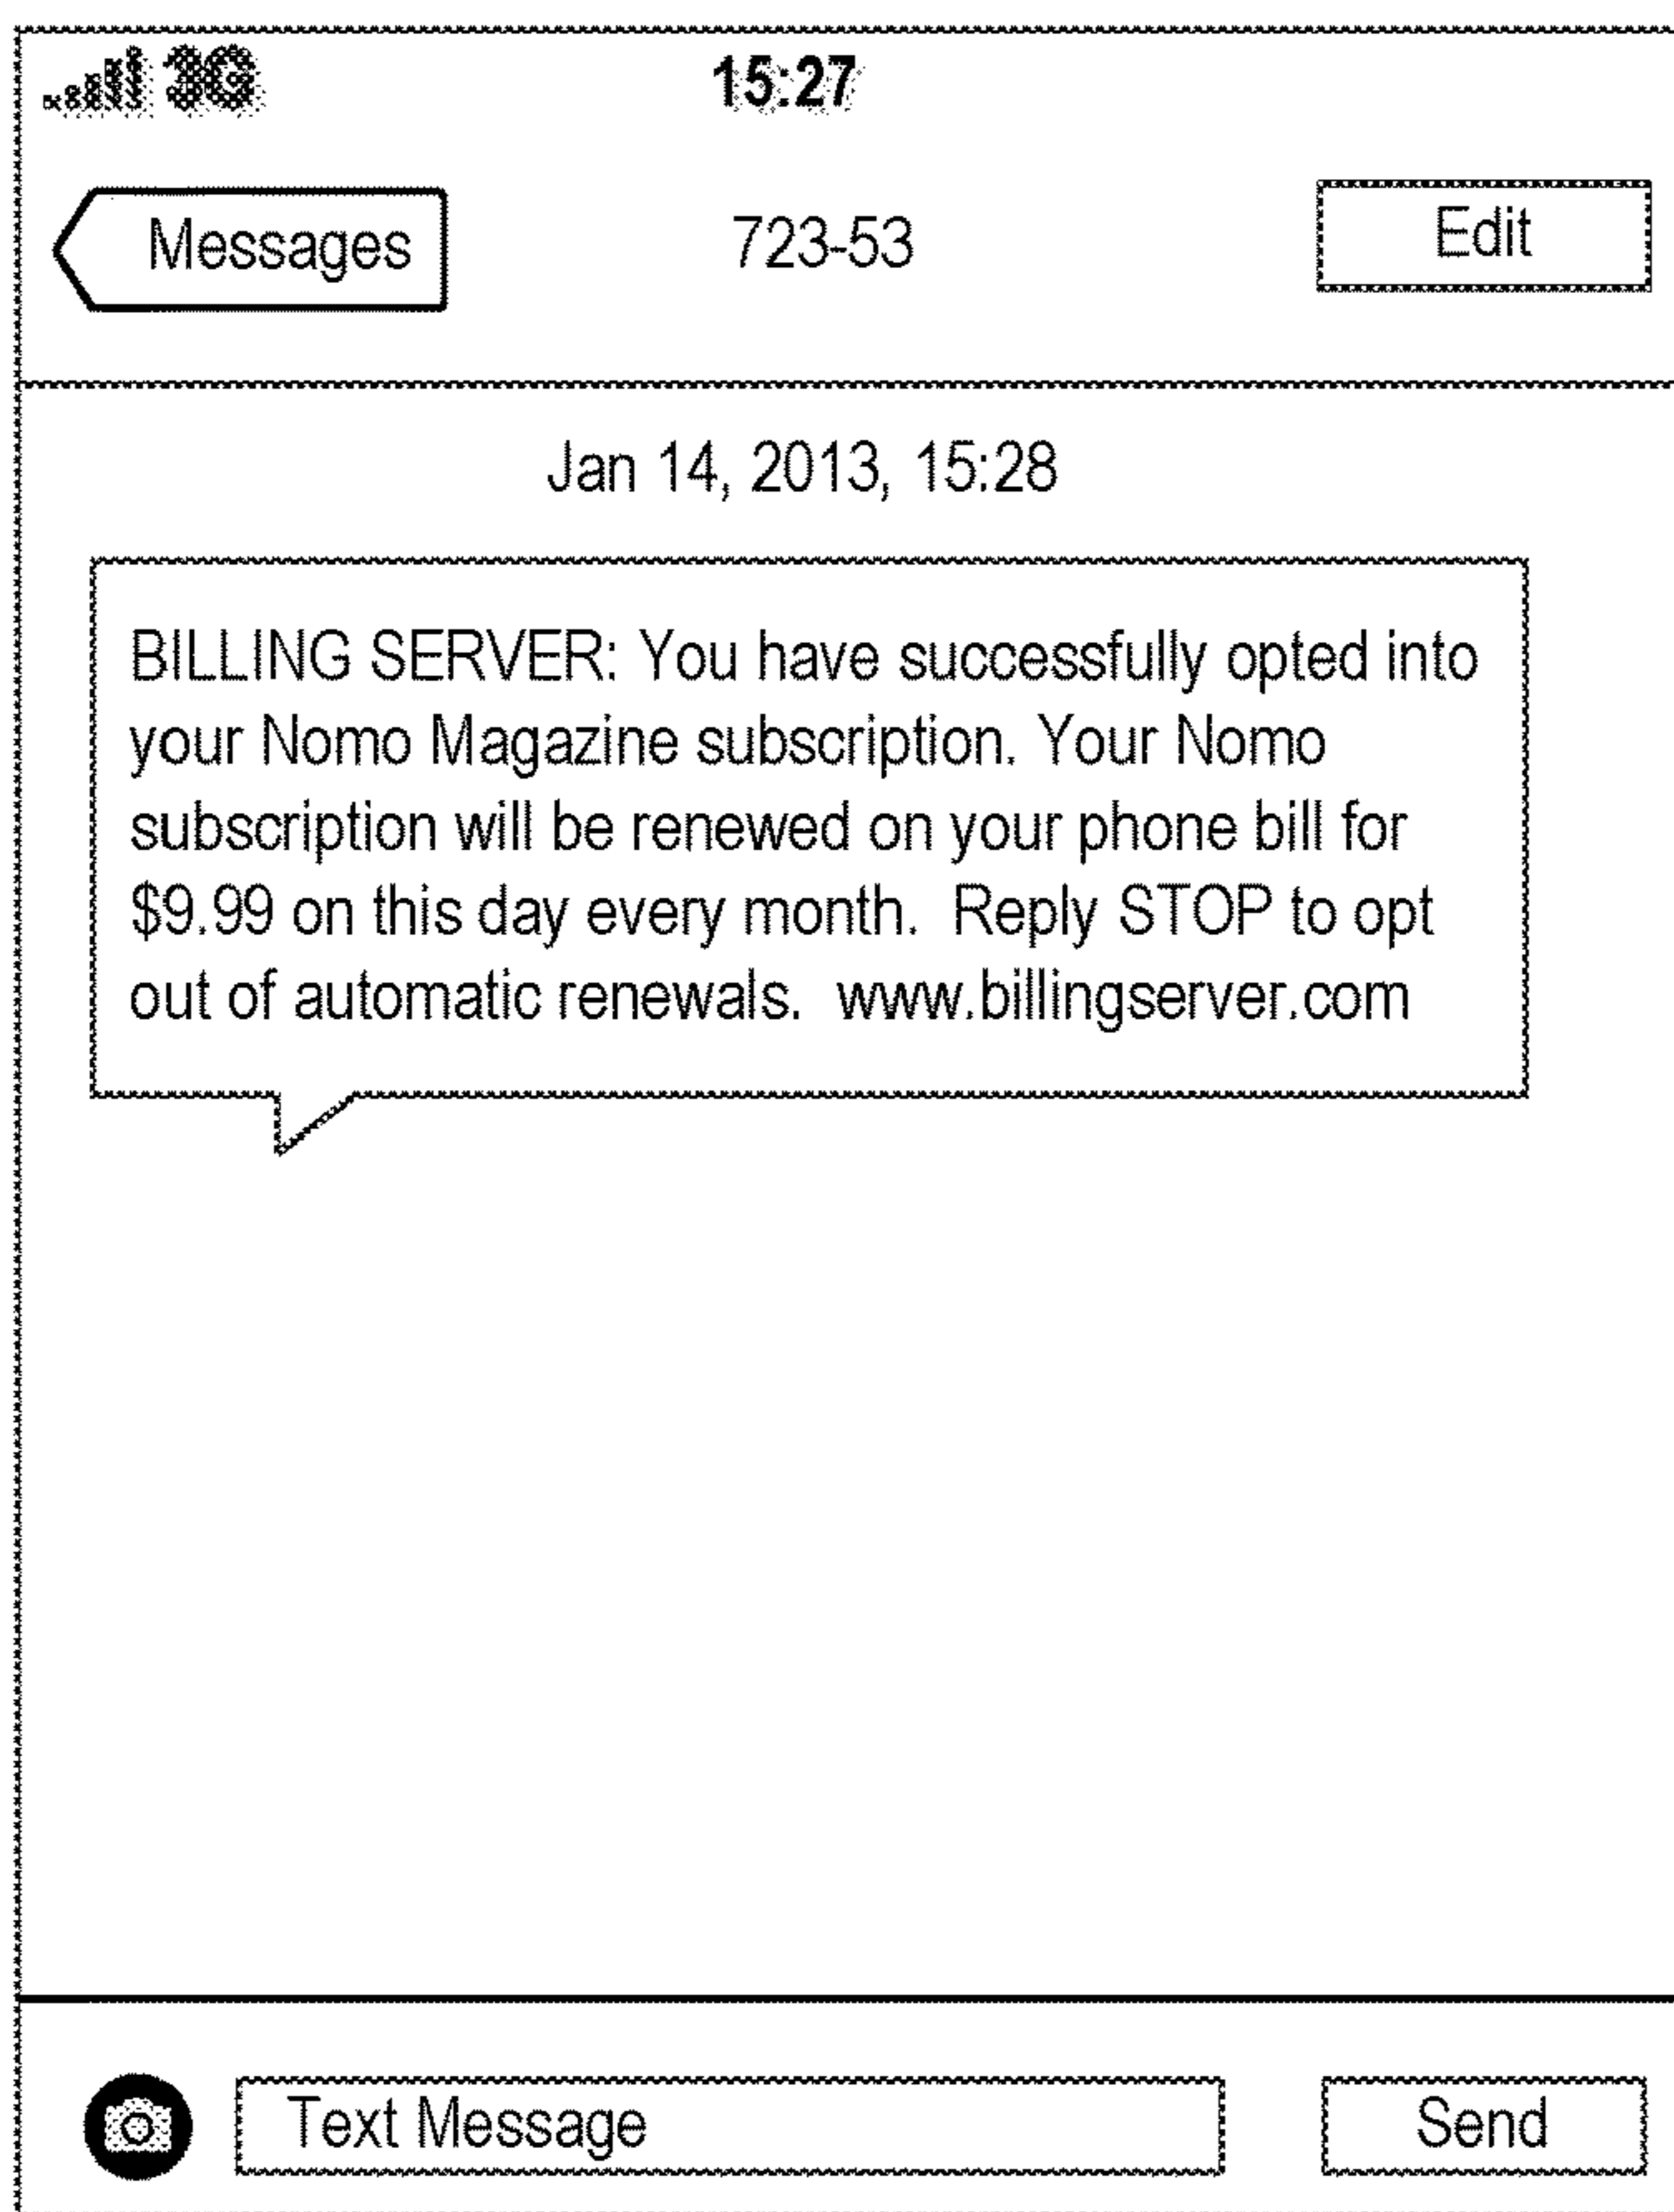 3G 15:27
Messages 723-53 Edit
Jan 14, 2013, 15:28
BILLING SERVER: You have successfully opted into
your Nomo Magazine subscription. Your Nomo
subscription will be renewed on your phone bill for
$9.99 on this day every month. Reply STOP to opt
out of automatic renewals. www.billingserver.com
Text Message Send